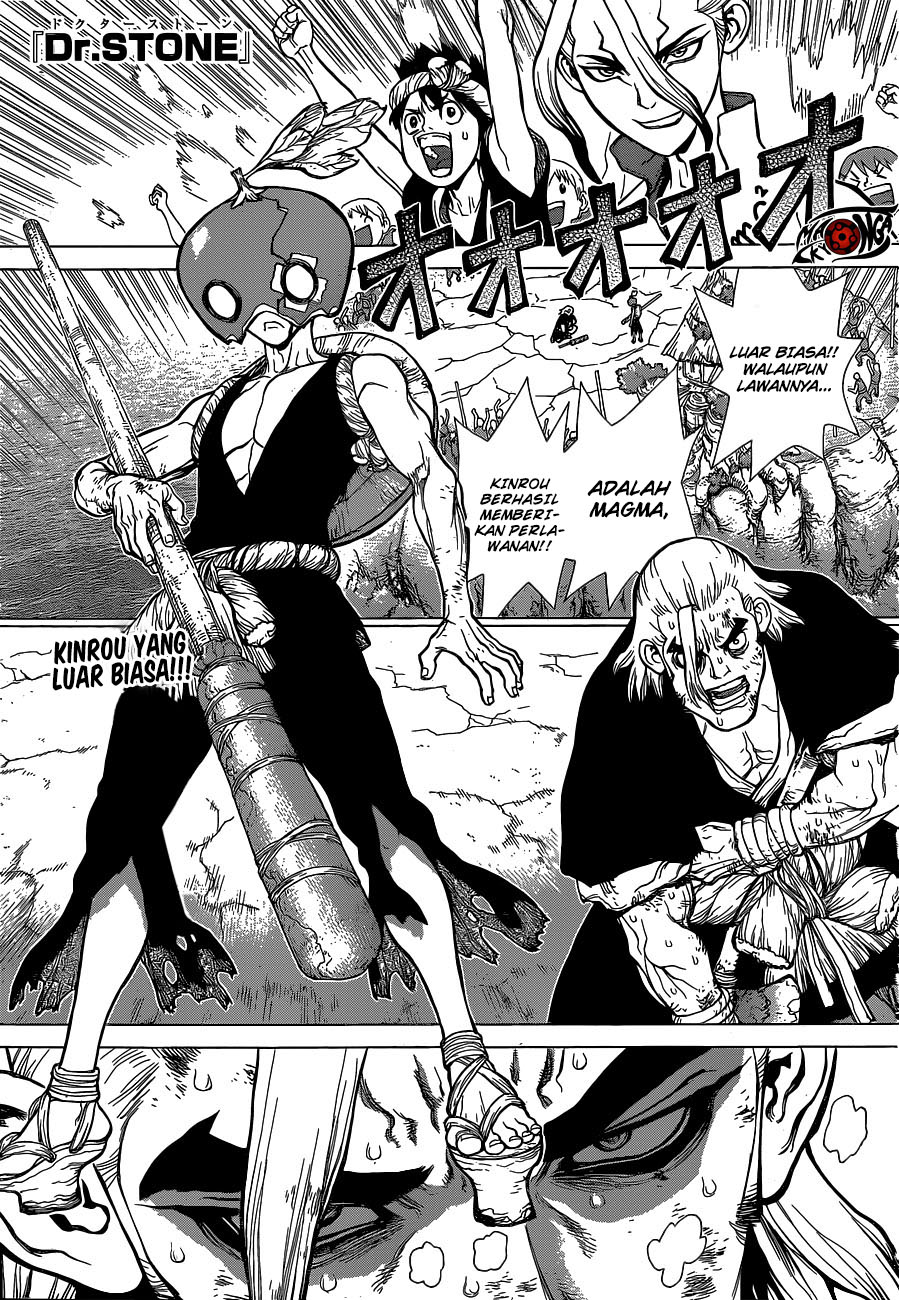 ドクターストーン
『Dr.STONE』
オオオオオ
LUAR BIASA!!
WALAUPUN
LAWANNYA...
ADALAH
MAGMA,
KINROU
BERHASIL
MEMBERI-
KAN PERLA-
WANAN!!
KINROU YANG
LUAR BIASA!!!